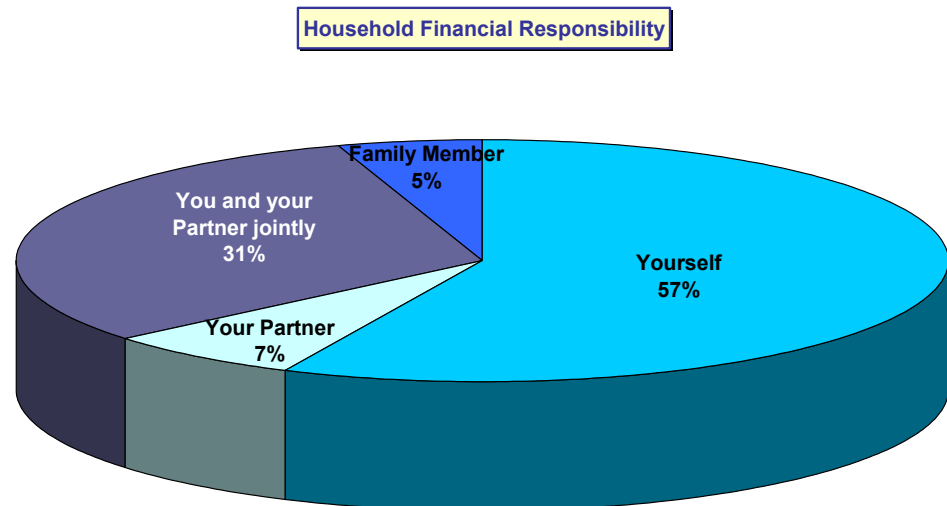 Household Financial Responsibility
Family Member
5%
You and your
Partner jointly
31%
Yourself
57%
Your Partner
7%